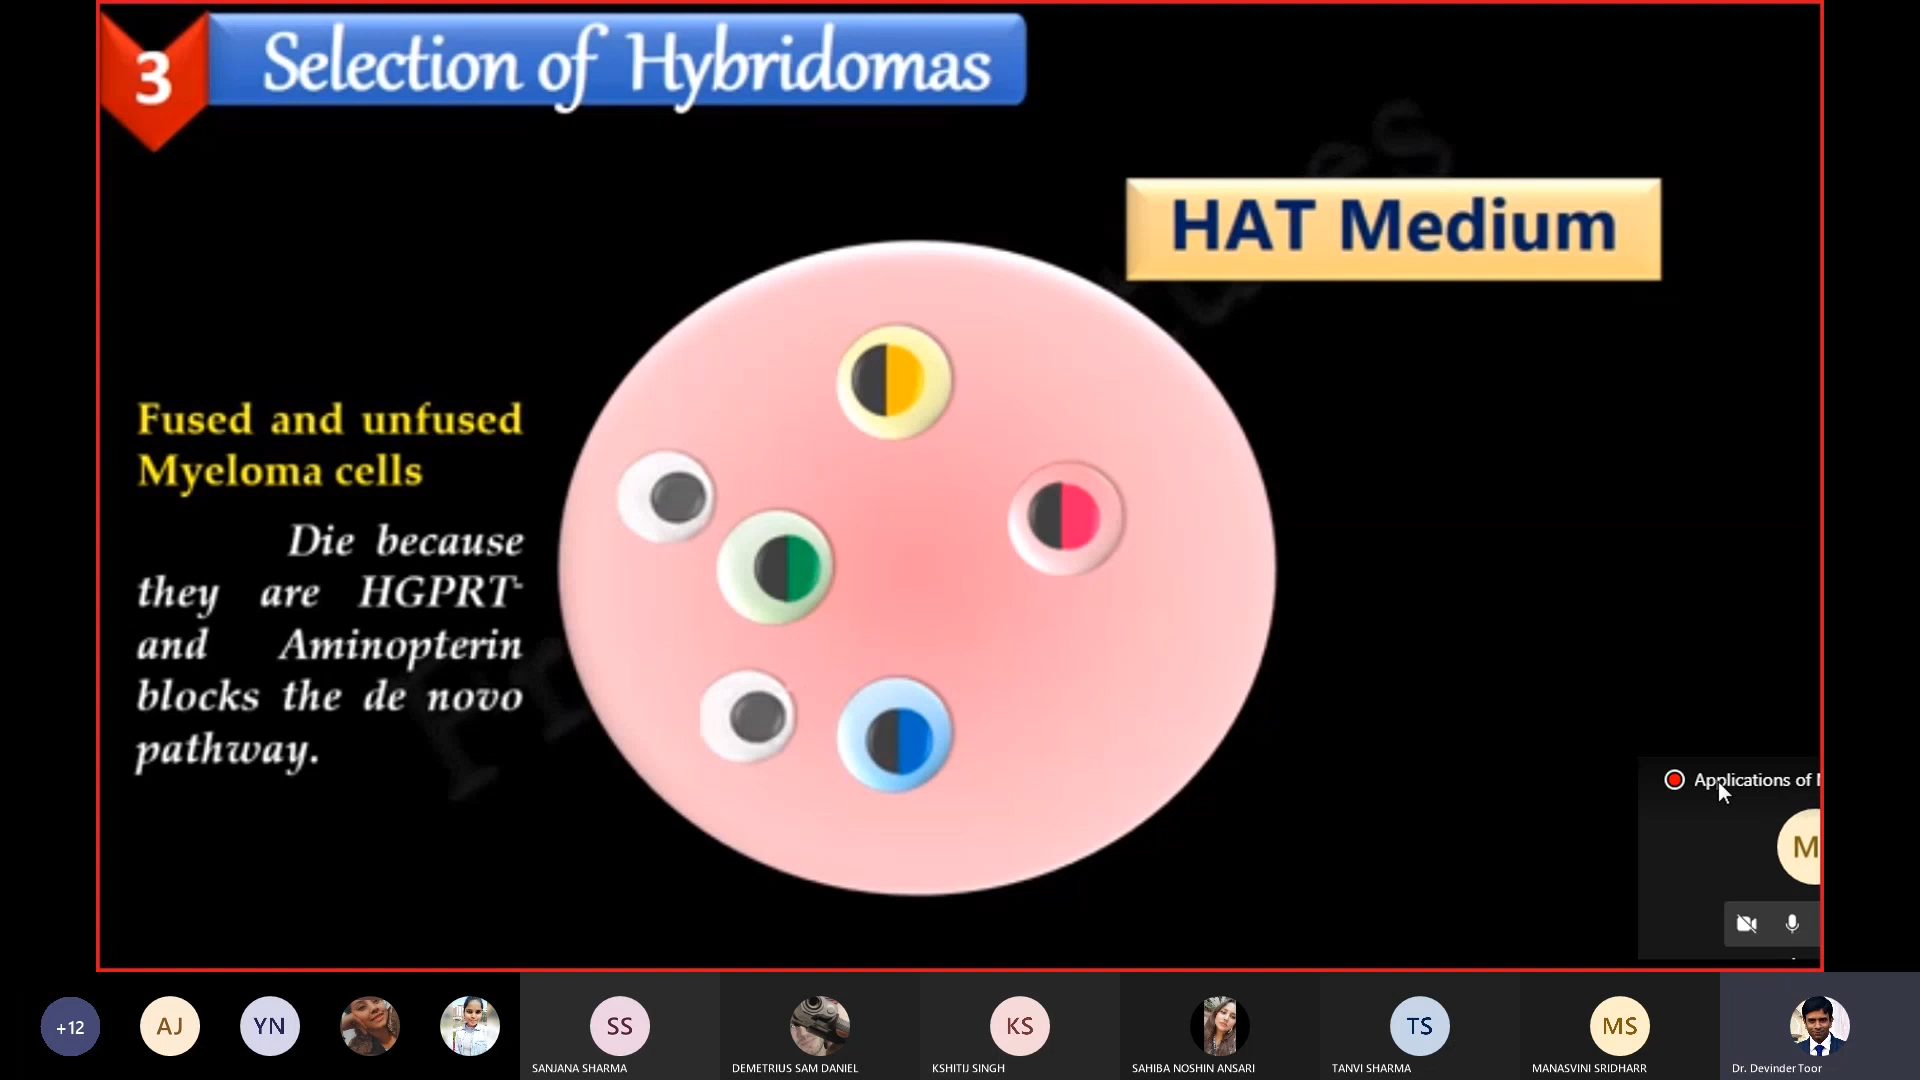 3
Selection of Hybridomas
HAT Medium
Fused and unfused
Myeloma cells
Die because
they are HGPRT-
and Aminopterin
blocks the de novo
pathway.
Applications of
M
+12
AJ
YN
SS
KS
TS
MS
SANJANA SHARMA
DEMETRIUS SAM DANIEL
KSHITIJ SINGH
SAHIBA NOSHIN ANSARI
TANVI SHARMA
MANASVINI SRIDHARR
Dr. Devinder Toor